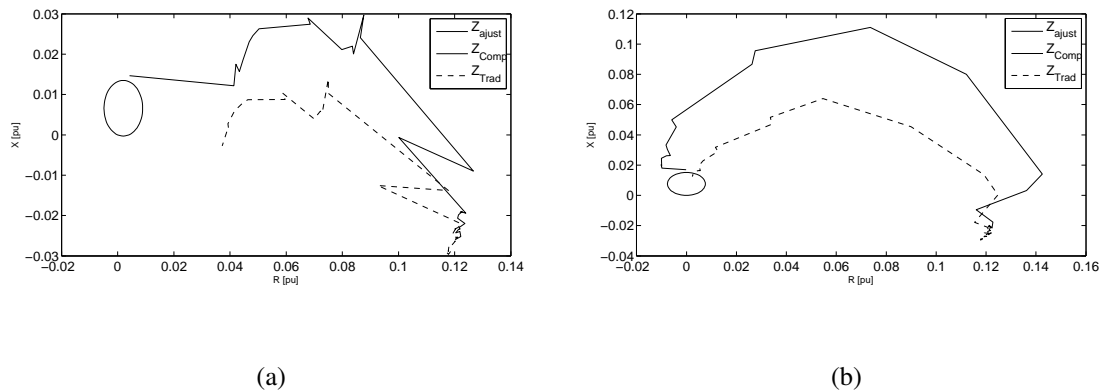 0.03
0.02
0.01
0
−0.01
−0.02
−0.03
X [pu]
−0.02 0 0.02 0.04 0.06 0.08 0.1 0.12 0.14
R [pu]
Z_ajust
Z_Comp
Z_Trad
(a)
0.12
0.1
0.08
0.06
0.04
0.02
0
−0.02
−0.04
X [pu]
−0.02 0 0.02 0.04 0.06 0.08 0.1 0.12 0.14 0.16
R [pu]
Z_ajust
Z_Comp
Z_Trad
(b)